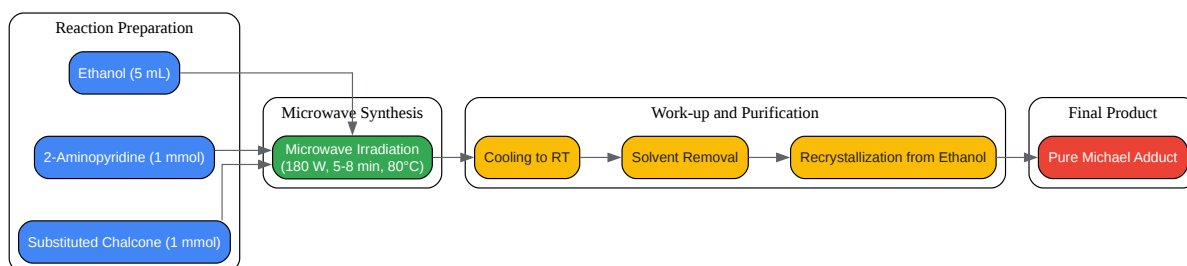 Reaction Preparation
Ethanol (5 mL)
2-Aminopyridine (1 mmol)
Substituted Chalcone (1 mmol)
Microwave Synthesis
Microwave Irradiation
(180 W, 5-8 min, 80°C)
Work-up and Purification
Cooling to RT
Solvent Removal
Recrystallization from Ethanol
Final Product
Pure Michael Adduct